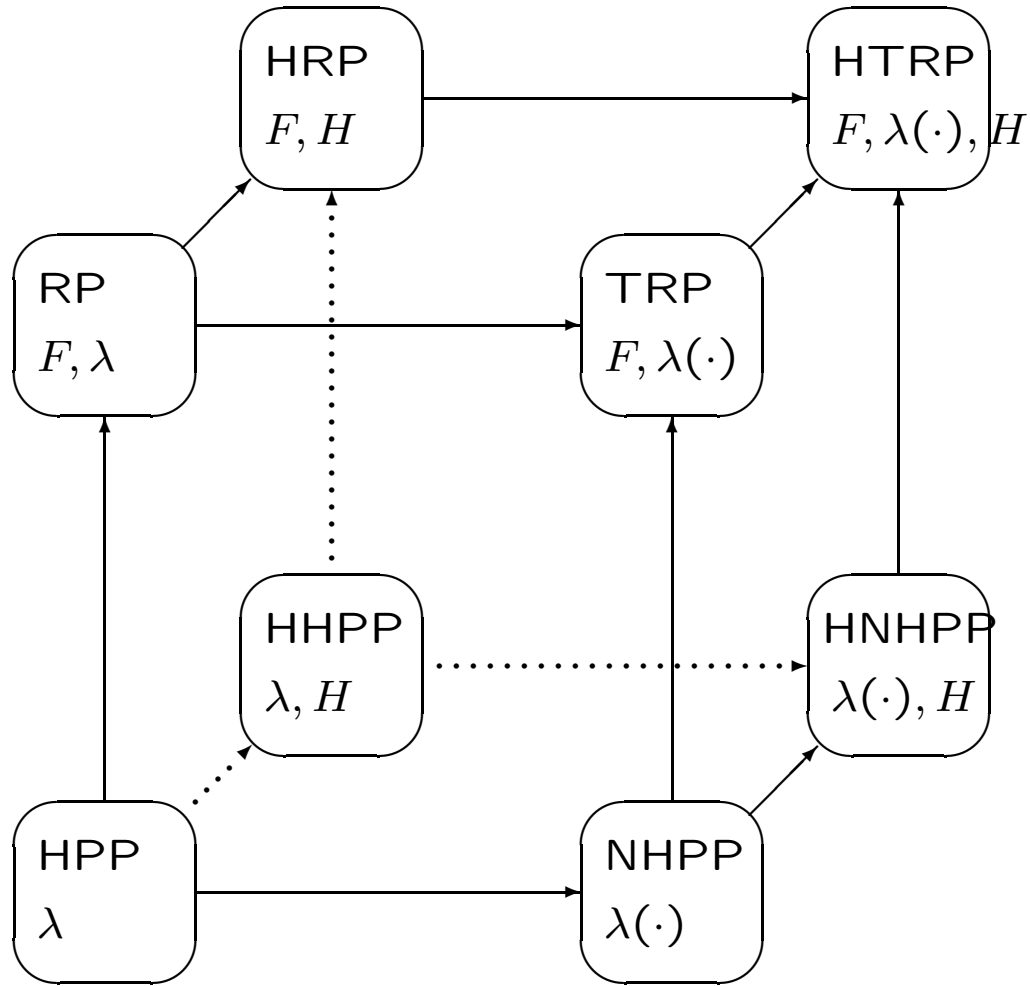 HRP
F, H
HTRP
F, λ(·), H
RP
F, λ
TRP
F, λ(·)
HHPP
λ, H
HNHPP
λ(·), H
HPP
λ
NHPP
λ(·)